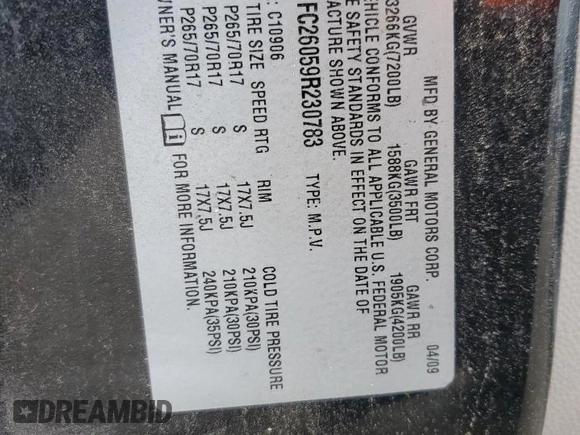 MFD BY GENERAL MOTORS CORP. 04/09
GVWR GAWR FRT GAWR RR
3266KG(7200LB) 1588KG(3500LB) 1905KG(4200LB)
EHICLE CONFORMS TO ALL APPLICABLE U.S. FEDERAL MOTOR
E SAFETY STANDARDS IN EFFECT ON THE DATE OF
FACTURE SHOWN ABOVE.
FC26059R230783 TYPE: M.P.V.
: C10906
TIRE SIZE SPEED RTG RIM COLD TIRE PRESSURE
P265/70R17 S 17X7.5J 210KPA(30PSI)
P265/70R17 S 17X7.5J 210KPA(30PSI)
P265/70R17 S 17X7.5J 240KPA(35PSI)
WNER'S MANUAL i FOR MORE INFORMATION.
DREAMBID